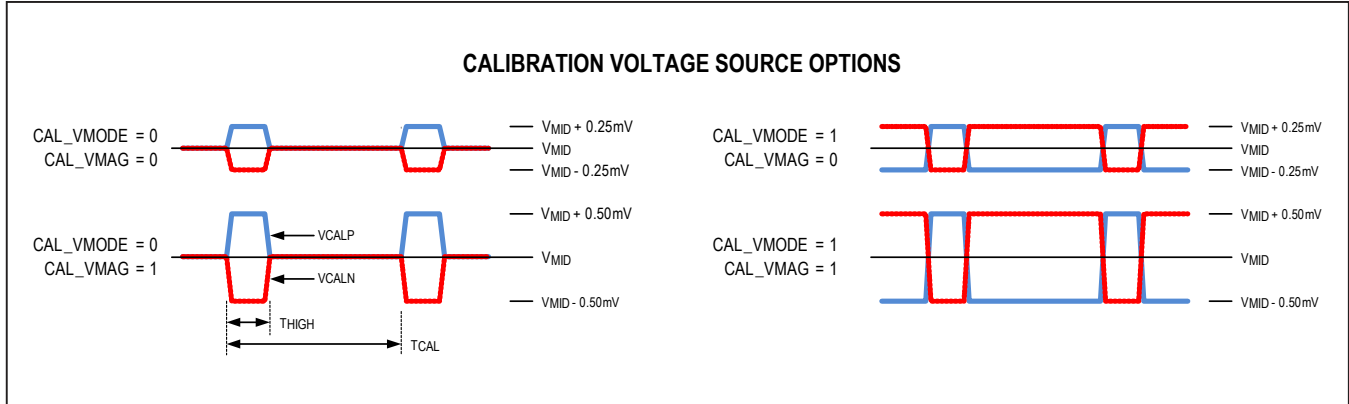 CALIBRATION VOLTAGE SOURCE OPTIONS
CAL_VMODE = 0
CAL_VMAG = 0
VMID + 0.25mV
VMID
VMID - 0.25mV
CAL_VMODE = 1
CAL_VMAG = 0
VMID + 0.25mV
VMID
VMID - 0.25mV
CAL_VMODE = 0
CAL_VMAG = 1
VCALP
VCALN
THIGH
TCAL
VMID + 0.50mV
VMID
VMID - 0.50mV
CAL_VMODE = 1
CAL_VMAG = 1
VMID + 0.50mV
VMID
VMID - 0.50mV